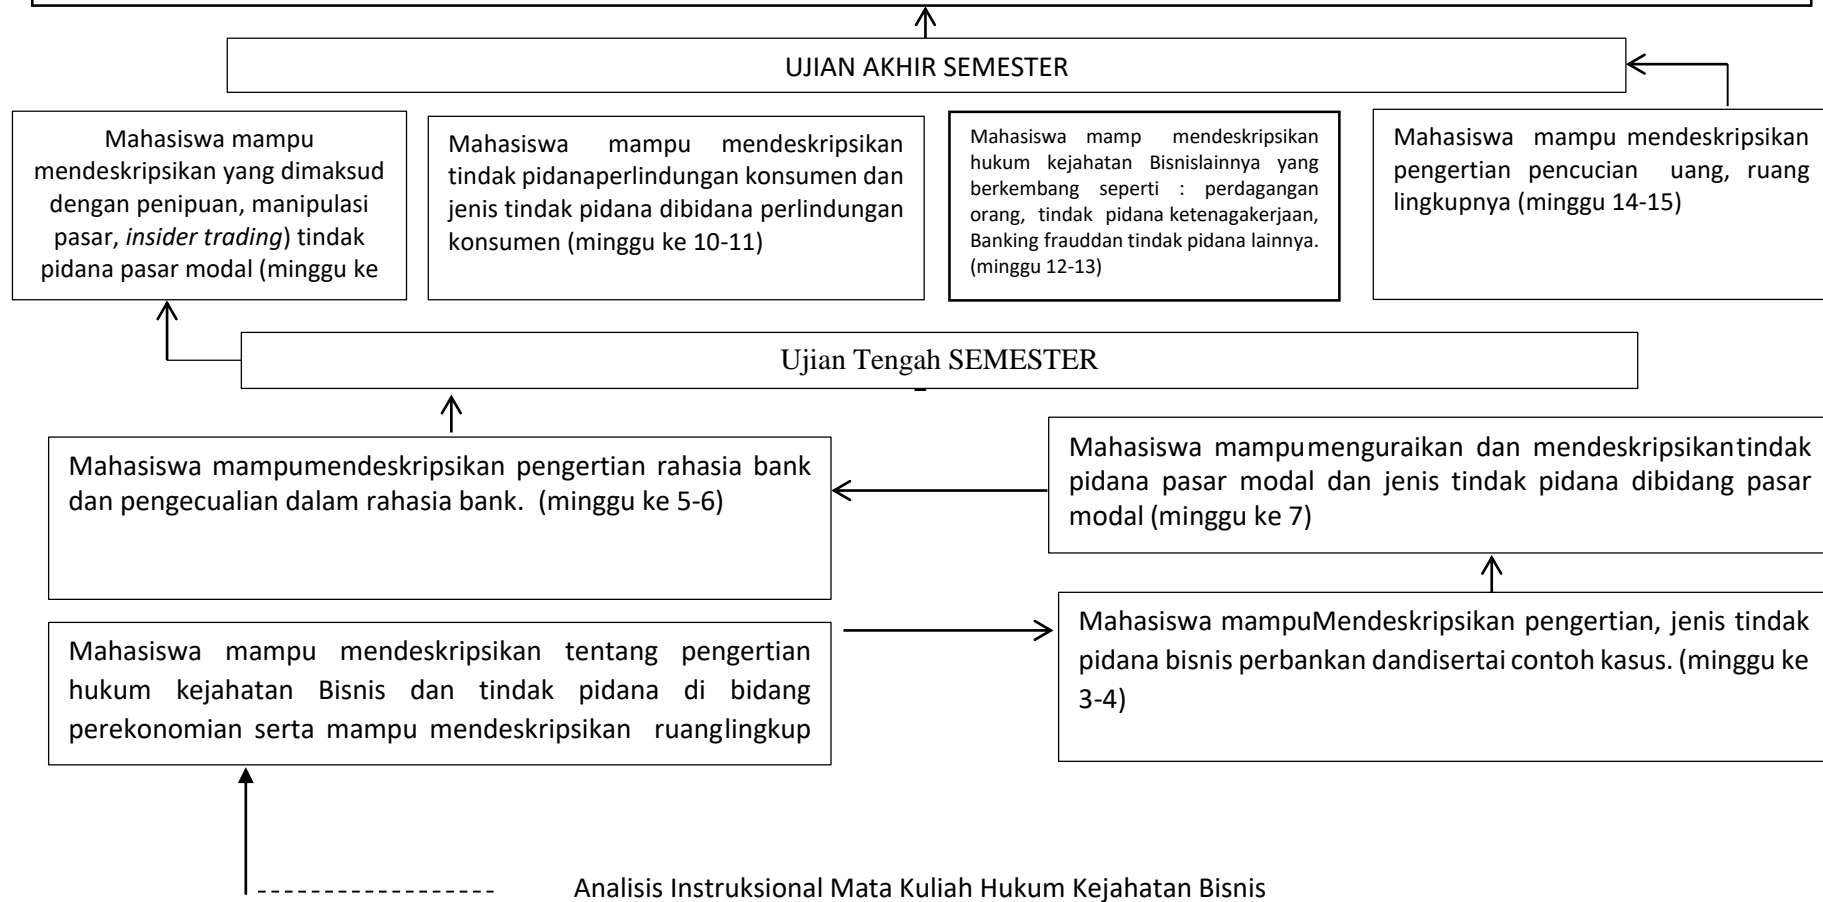 UJIAN AKHIR SEMESTER
Mahasiswa mampu
mendeskripsikan yang dimaksud
dengan penipuan, manipulasi
pasar, insider trading) tindak
pidana pasar modal (minggu ke
Mahasiswa mampu mendeskripsikan
tindak pidanaperlindungan konsumen dan
jenis tindak pidana dibidana perlindungan
konsumen (minggu ke 10-11)
Mahasiswa mamp mendeskripsikan
hukum kejahatan Bisnislainnya yang
berkembang seperti : perdagangan
orang, tindak pidana ketenagakerjaan,
Banking frauddan tindak pidana lainnya.
(minggu 12-13)
Mahasiswa mampu mendeskripsikan
pengertian pencucian uang, ruang
lingkupnya (minggu 14-15)
Ujian Tengah SEMESTER
Mahasiswa mampumendeskripsikan pengertian rahasia bank
dan pengecualian dalam rahasia bank. (minggu ke 5-6)
Mahasiswa mampumenguraikan dan mendeskripsikantindak
pidana pasar modal dan jenis tindak pidana dibidang pasar
modal (minggu ke 7)
Mahasiswa mampu mendeskripsikan tentang pengertian
hukum kejahatan Bisnis dan tindak pidana di bidang
perekonomian serta mampu mendeskripsikan ruanglingkup
Mahasiswa mampuMendeskripsikan pengertian, jenis tindak
pidana bisnis perbankan dandisertai contoh kasus. (minggu ke
3-4)
Analisis Instruksional Mata Kuliah Hukum Kejahatan Bisnis